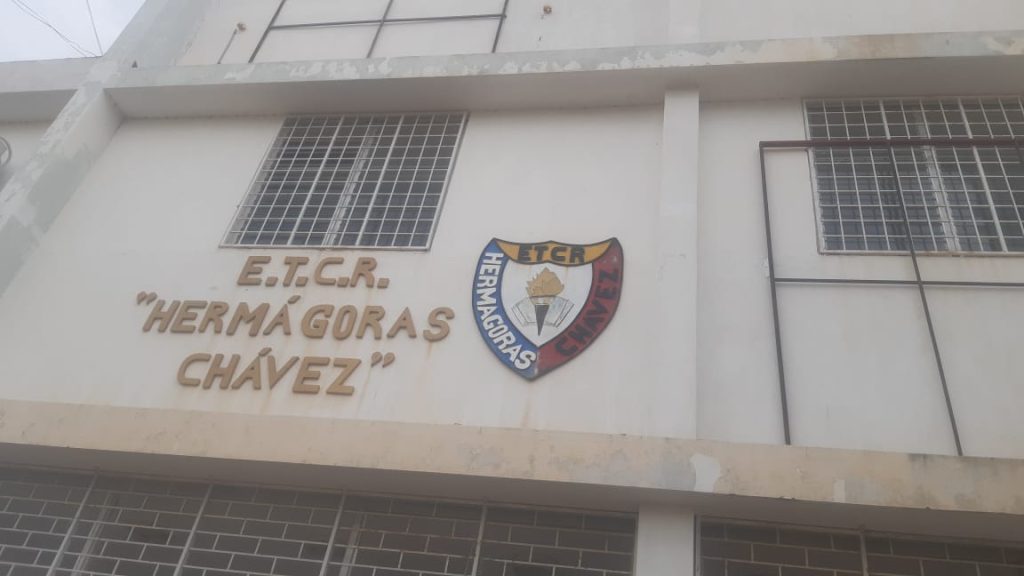 E.T.C.R.
"HERMÁGORAS
CHÁVEZ"
ETCR
HERMAGORAS
CHAVEZ